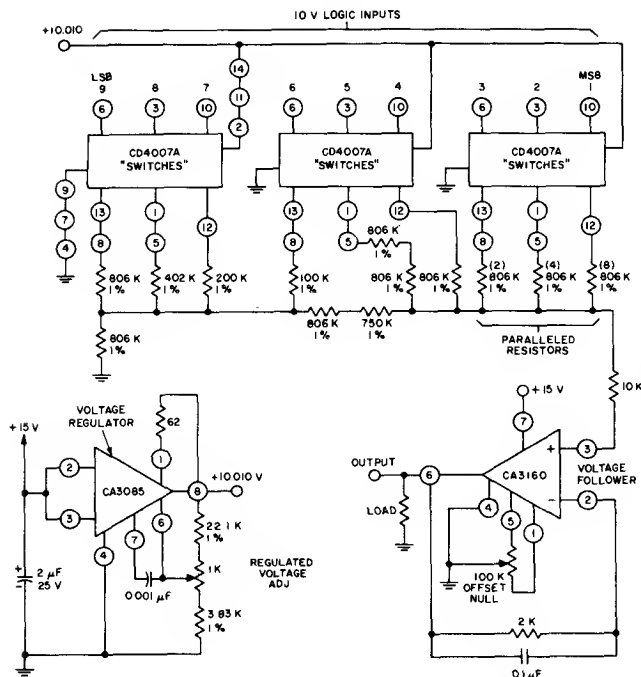 10 V LOGIC INPUTS
+10.010
LSB
9 8 7
6 5 4
3 2
MSB
1
6 3 10
14
11
2
6 3 10
6 3 10
CD4007A
"SWITCHES"
CD4007A
"SWITCHES"
CD4007A
"SWITCHES"
9
7
4
13 1 12
8 5
13 1 12
8 5
13 1 12
8 5
806 K
1%
402 K
1%
200 K
1%
100 K
1%
806 K
1%
806 K
1%
806 K
1%
(2)
806 K
1%
(4)
806 K
1%
(8)
806 K
1%
806 K
1%
806 K
1%
750 K
1%
PARALLELED
RESISTORS
10K
VOLTAGE
REGULATOR
+15 V
62
1
2
3
CA3085
8
+10.010 V
4
7
6
22.1 K
1%
1K
REGULATED
VOLTAGE
ADJ
0.001 µF
3.83 K
1%
2 µF
25 V
+
-
+15 V
7
OUTPUT
6
CA3160
+
-
3
2
VOLTAGE
FOLLOWER
LOAD
4
5
1
100 K
OFFSET
NULL
2 K
0.1 µF